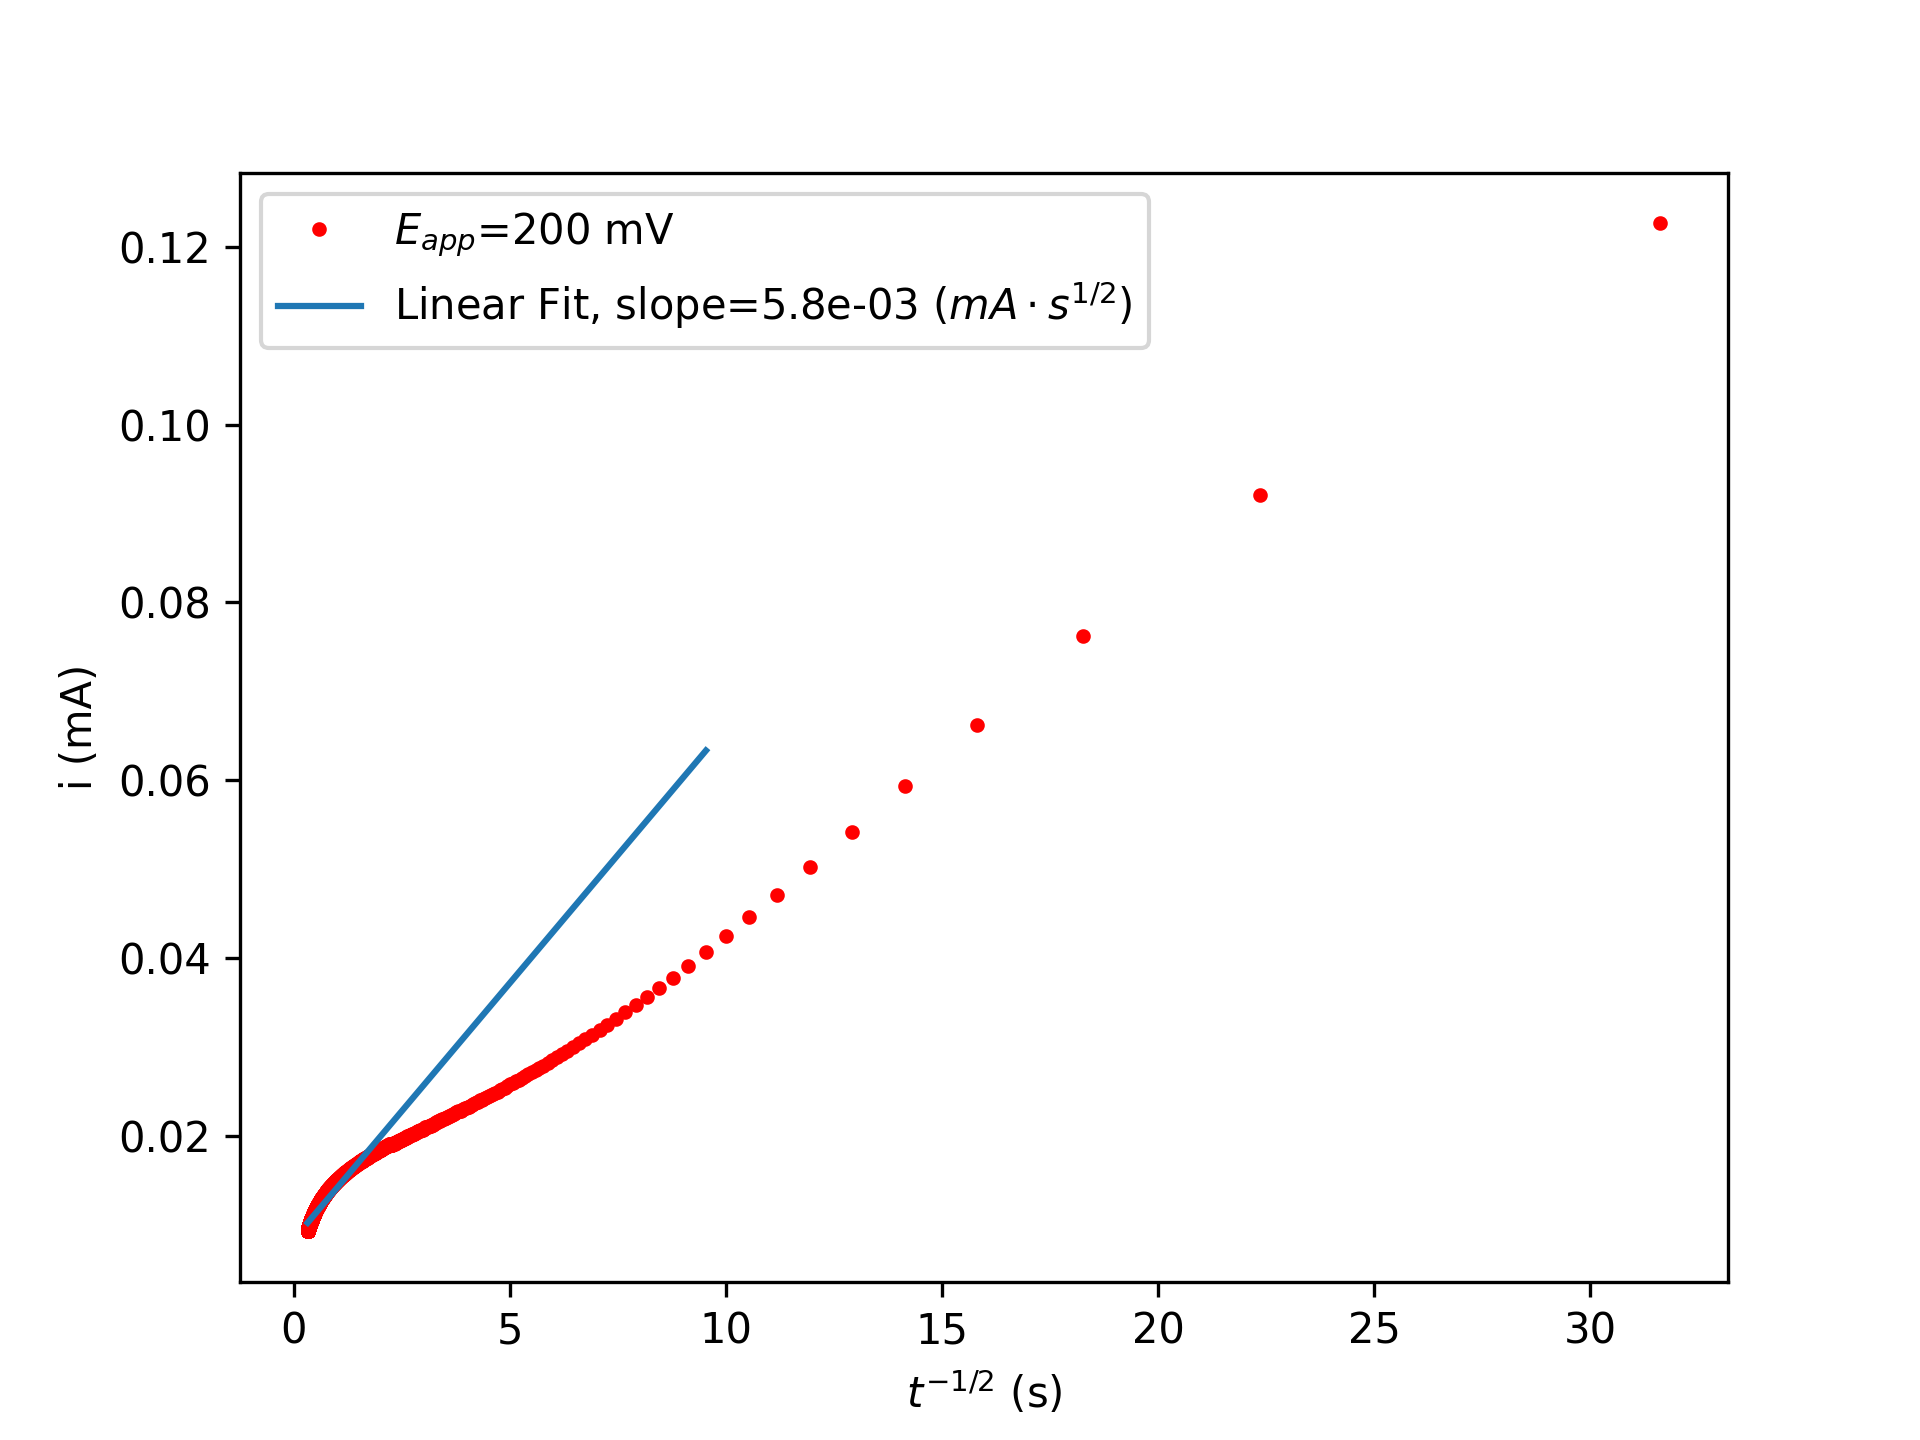 E_app=200 mV
Linear Fit, slope=5.8e-03 (mA · s^1/2)
0.12
0.10
0.08
0.06
0.04
0.02
i (mA)
0 5 10 15 20 25 30
t^−1/2 (s)